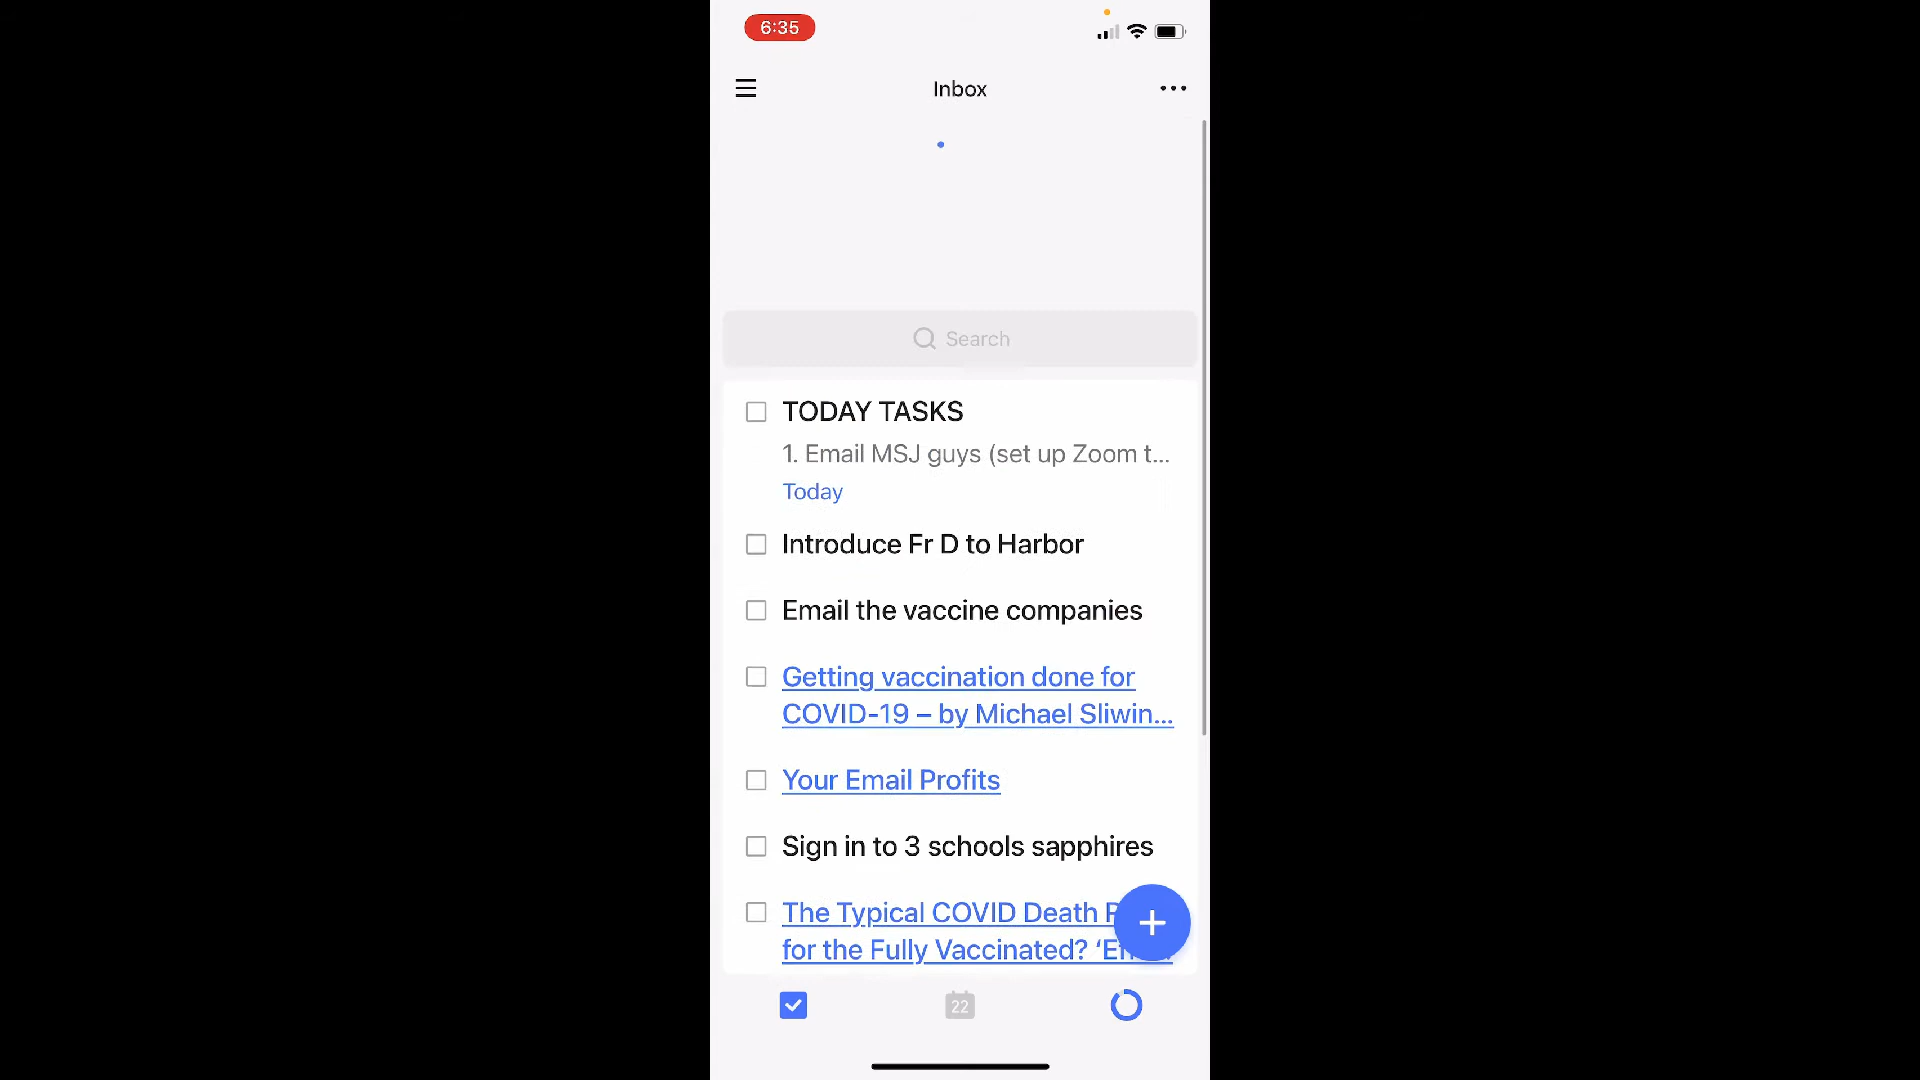 6:35
Inbox
Search
TODAY TASKS
1. Email MSJ guys (set up Zoom t...
Today
Introduce Fr D to Harbor
Email the vaccine companies
Getting vaccination done for
COVID-19 – by Michael Sliwin...
Your Email Profits
Sign in to 3 schools sapphires
The Typical COVID Death
for the Fully Vaccinated?
22